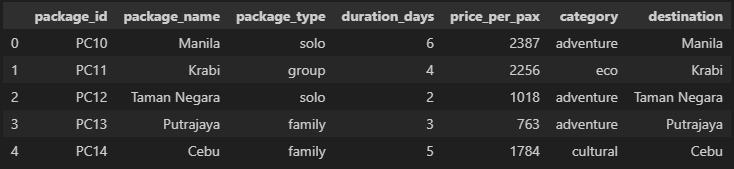 package_id package_name package_type duration_days price_per_pax category destination
0 PC10 Manila solo 6 2387 adventure Manila
1 PC11 Krabi group 4 2256 eco Krabi
2 PC12 Taman Negara solo 2 1018 adventure Taman Negara
3 PC13 Putrajaya family 3 763 adventure Putrajaya
4 PC14 Cebu family 5 1784 cultural Cebu